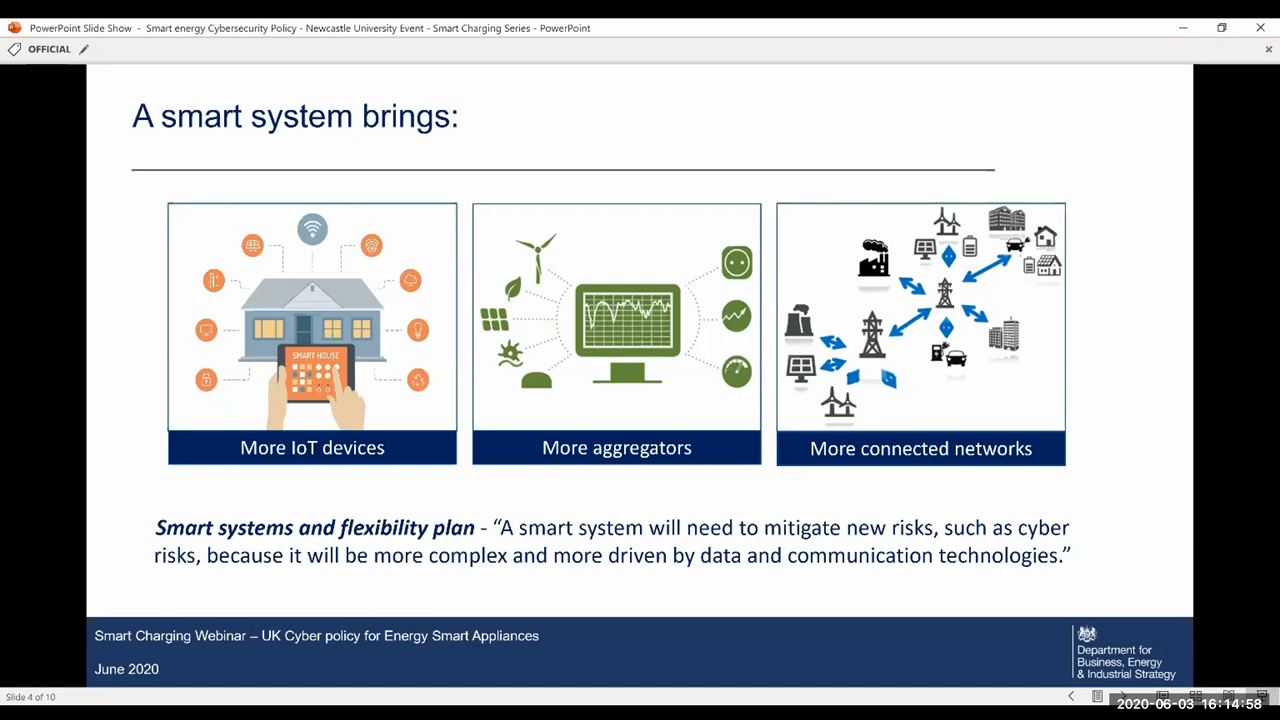 PowerPoint Slide Show - Smart energy Cybersecurity Policy - Newcastle University Event - Smart Charging Series - PowerPoint
OFFICIAL
A smart system brings:
SMART HOUSE
More IoT devices
More aggregators
More connected networks
Smart systems and flexibility plan - “A smart system will need to mitigate new risks, such as cyber
risks, because it will be more complex and more driven by data and communication technologies.”
Smart Charging Webinar – UK Cyber policy for Energy Smart Appliances
June 2020
Department for
Business, Energy
& Industrial Strategy
Slide 4 of 10
2020-06-03 16:14:58